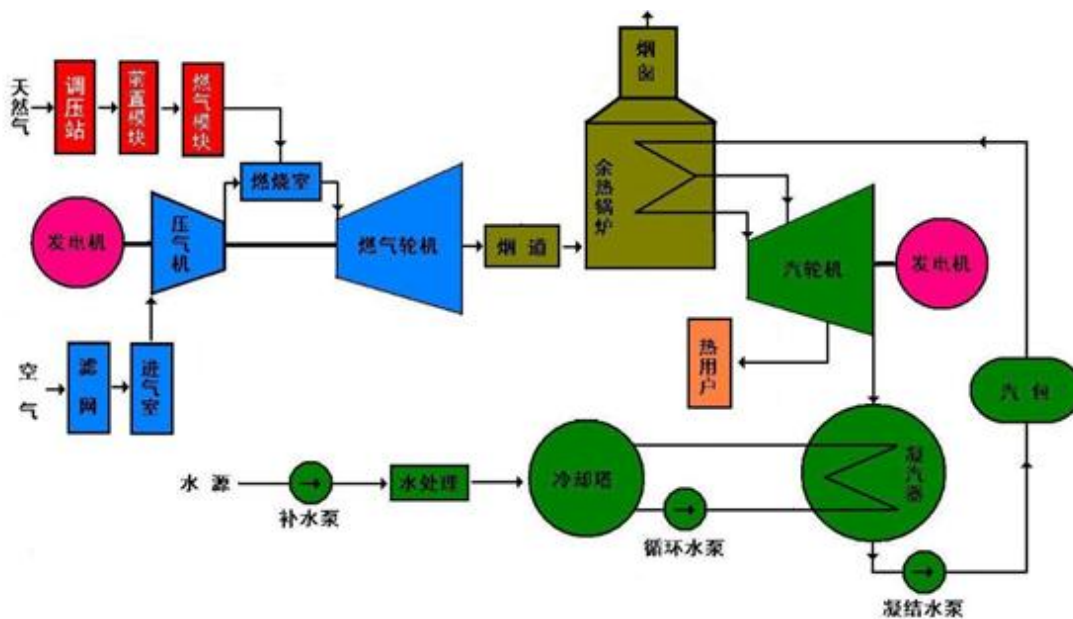 天然气
调压站
前置模块
燃气模块
燃烧室
发电机
压气机
燃气轮机
烟道
烟囱
余热锅炉
汽轮机
发电机
热用户
空气
滤网
进气室
水源
补水泵
水处理
冷却塔
循环水泵
凝汽器
凝结水泵
汽包